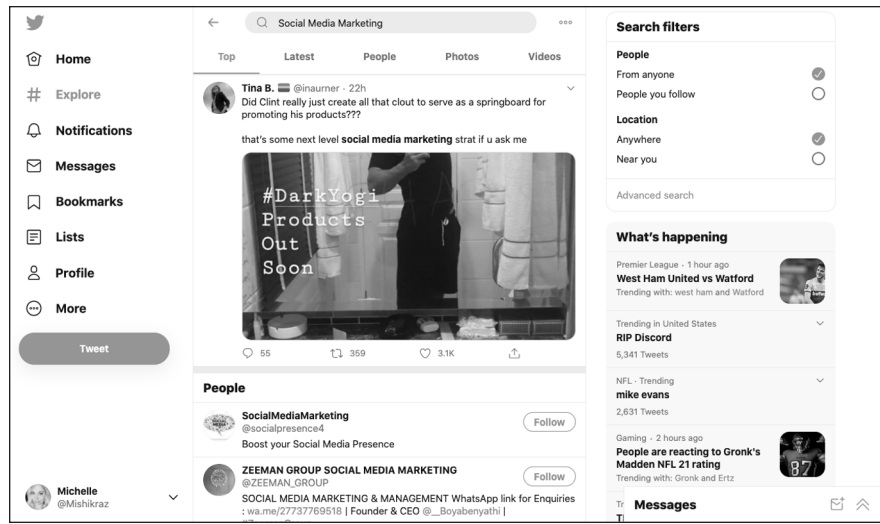 Home
Explore
Notifications
Messages
Bookmarks
Lists
Profile
More
Tweet
Michelle
@Mishikraz
Social Media Marketing
Top Latest People Photos Videos
Tina B. @inaurner · 22h
Did Clint really just create all that clout to serve as a springboard for
promoting his products???
that's some next level social media marketing strat if u ask me
#DarkYogi
Products
Out
Soon
55 359 3.1K
People
SocialMediaMarketing
@socialpresence4
Follow
Boost your Social Media Presence
ZEEMAN GROUP SOCIAL MEDIA MARKETING
@ZEEMAN_GROUP
Follow
SOCIAL MEDIA MARKETING & MANAGEMENT WhatsApp link for Enquiries
: wa.me/27737769518 | Founder & CEO @__Boyabenyathi |
Search filters
People
From anyone
People you follow
Location
Anywhere
Near you
Advanced search
What's happening
Premier League · 1 hour ago
West Ham United vs Watford
Trending with: west ham and Watford
Trending in United States
RIP Discord
5,341 Tweets
NFL · Trending
mike evans
2,631 Tweets
Gaming · 2 hours ago
People are reacting to Gronk's
Madden NFL 21 rating
Trending with: Gronk and Ertz
87
Messages